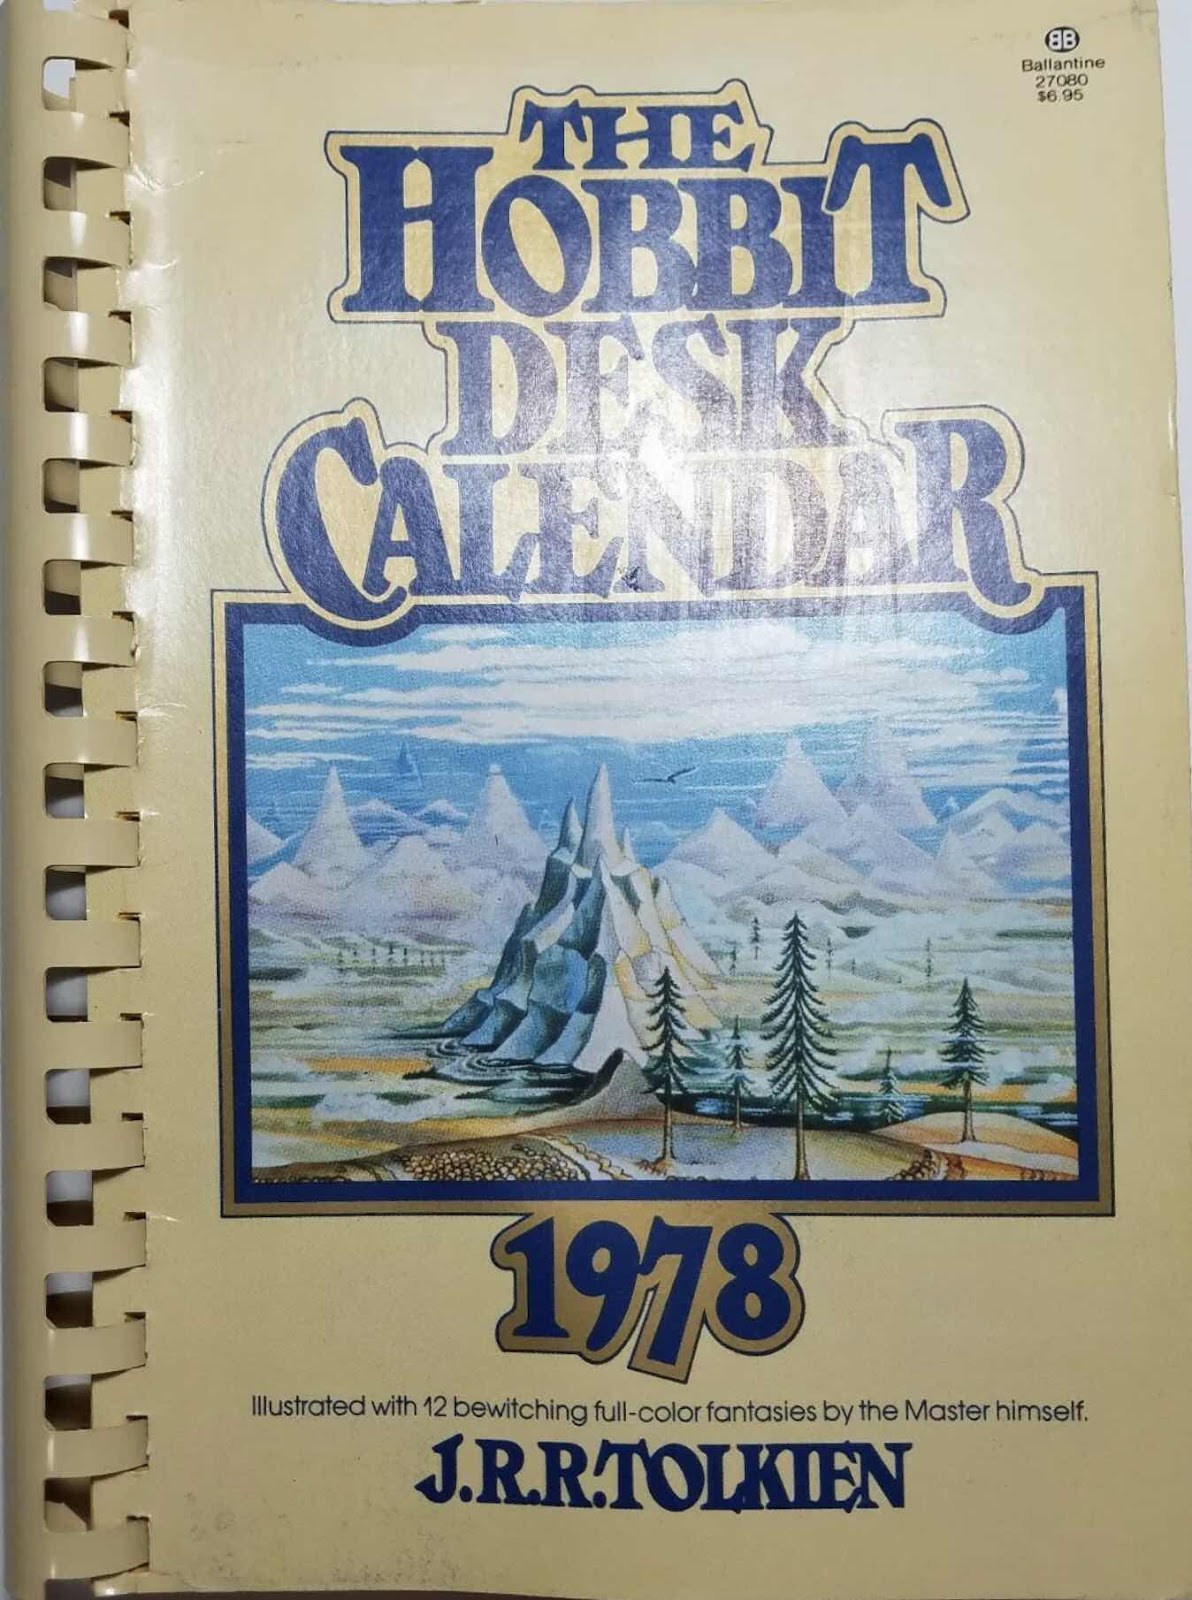 BB
Ballantine
27080
$6.95
THE
HOBBIT
DESK
CALENDAR
1978
Illustrated with 12 bewitching full-color fantasies by the Master himself.
J.R.R.TOLKIEN